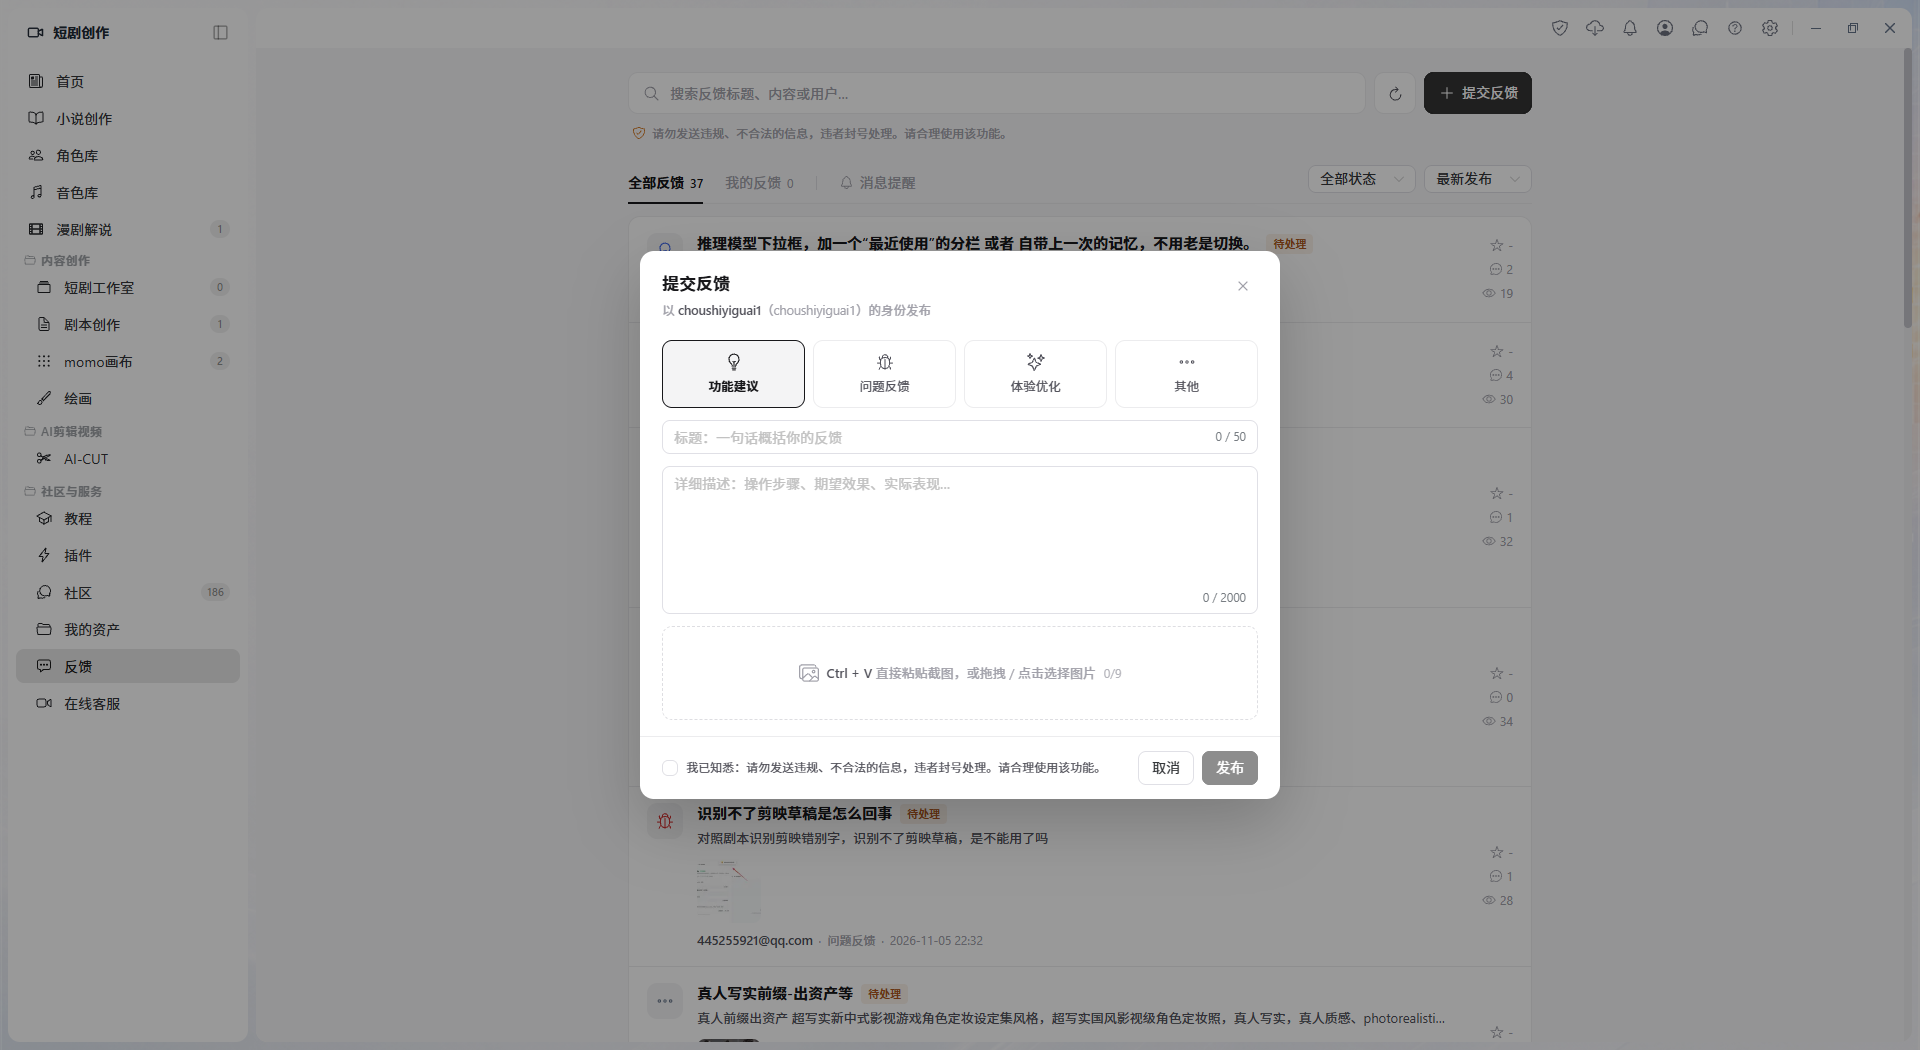 短剧创作
首页
小说创作
角色库
音色库
漫剧解说 1
内容创作
短剧工作室 0
剧本创作 1
momo画布 2
绘画
AI剪辑视频
AI-CUT
社区与服务
教程
插件
社区 186
我的资产
反馈
在线客服
搜索反馈标题、内容或用户...
提交反馈
请勿发送违规、不合法的信息，违者封号处理。请合理使用该功能。
全部反馈 37 我的反馈 0 消息提醒
全部状态 最新发布
推理模型下拉框，加一个“最近使用”的分栏 或者 自带上一次的记忆，不用老是切换。 待处理
-
2
19
-
4
30
-
1
32
-
0
34
提交反馈
以 choushiyiguai1（choushiyiguai1）的身份发布
功能建议 问题反馈 体验优化 其他
标题：一句话概括你的反馈 0 / 50
详细描述：操作步骤、期望效果、实际表现...
0 / 2000
Ctrl + V 直接粘贴截图，或拖拽 / 点击选择图片 0/9
我已知悉：请勿发送违规、不合法的信息，违者封号处理。请合理使用该功能。
取消 发布
识别不了剪映草稿是怎么回事 待处理
对照剧本识别剪映错别字，识别不了剪映草稿，是不能用了吗
-
1
28
445255921@qq.com · 问题反馈 · 2026-11-05 22:32
真人写实前缀-出资产等 待处理
真人前缀出资产 超写实新中式影视游戏角色定妆设定集风格，超写实国风影视级角色定妆照，真人写实，真人质感、photorealisti...
-